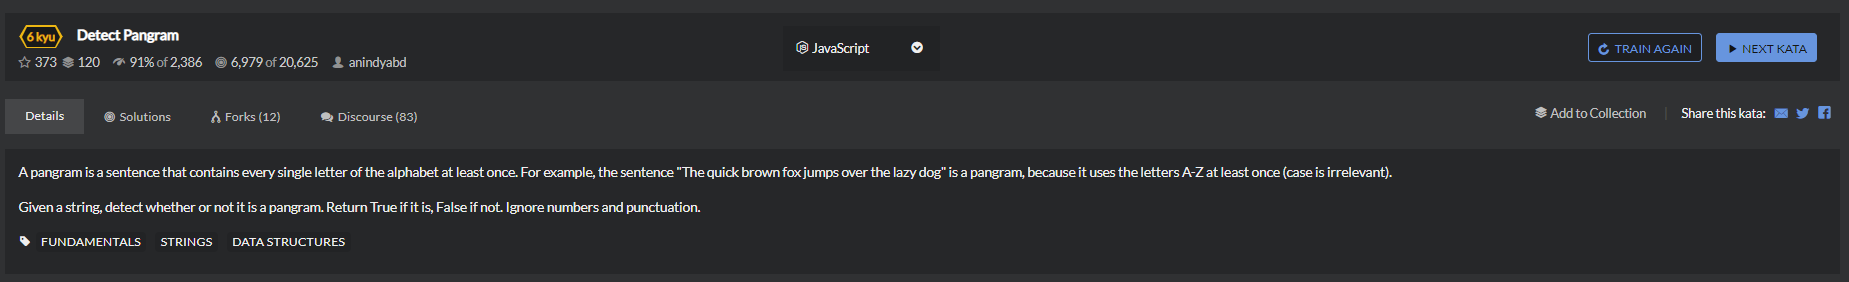 6 kyu Detect Pangram
373 120 91% of 2,386 6,979 of 20,625 anindyabd
JavaScript
TRAIN AGAIN NEXT KATA
Details Solutions Forks (12) Discourse (83)
Add to Collection Share this kata:
A pangram is a sentence that contains every single letter of the alphabet at least once. For example, the sentence "The quick brown fox jumps over the lazy dog" is a pangram, because it uses the letters A-Z at least once (case is irrelevant).
Given a string, detect whether or not it is a pangram. Return True if it is, False if not. Ignore numbers and punctuation.
FUNDAMENTALS STRINGS DATA STRUCTURES